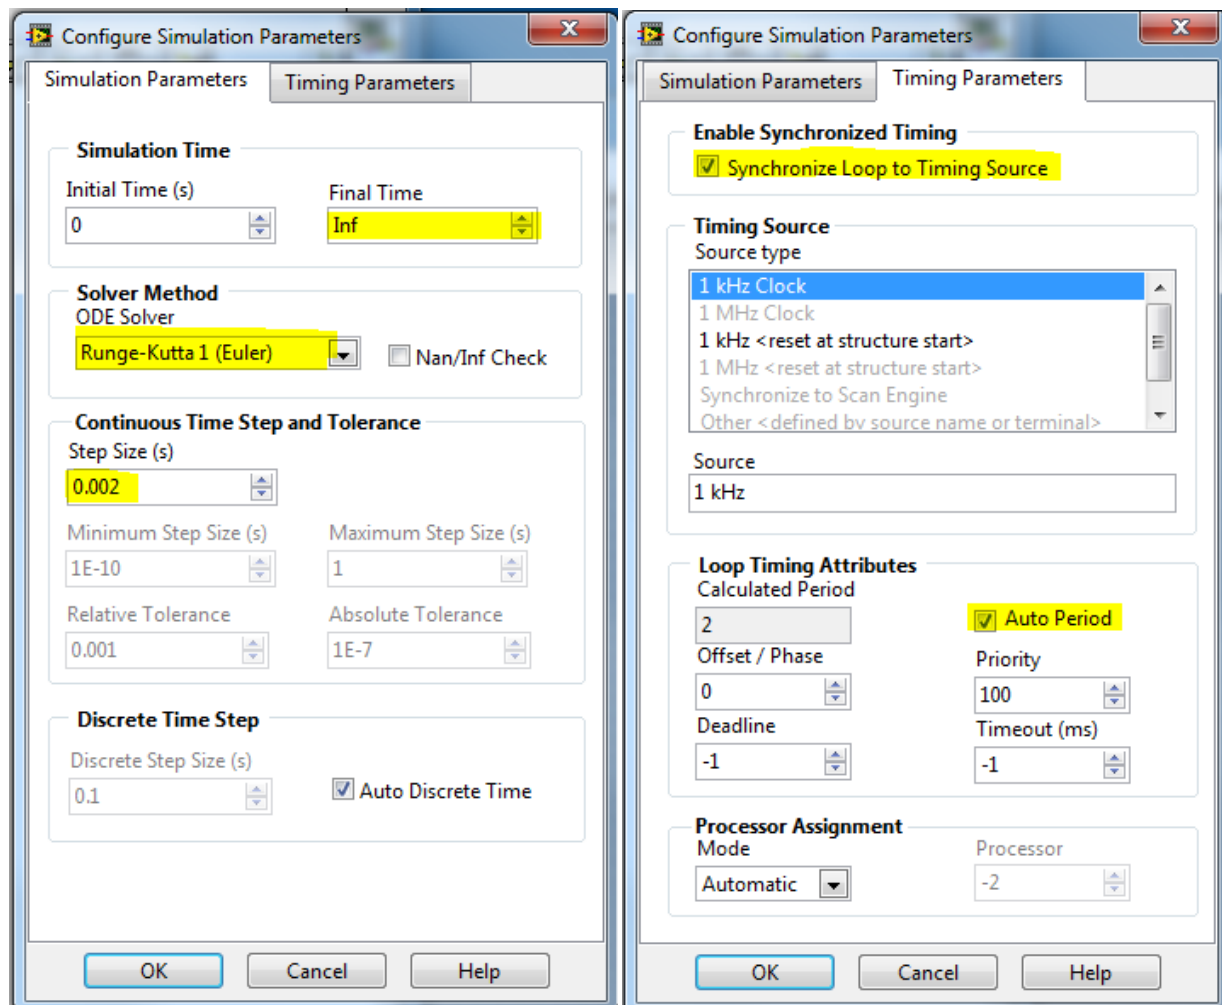 Configure Simulation Parameters
X
Simulation Parameters
Timing Parameters
Simulation Time
Initial Time (s)
Final Time
0
Inf
Solver Method
ODE Solver
Runge-Kutta 1 (Euler)
Nan/Inf Check
Continuous Time Step and Tolerance
Step Size (s)
0.002
Minimum Step Size (s)
Maximum Step Size (s)
1E-10
1
Relative Tolerance
Absolute Tolerance
0.001
1E-7
Discrete Time Step
Discrete Step Size (s)
0.1
Auto Discrete Time
OK
Cancel
Help
Configure Simulation Parameters
X
Simulation Parameters
Timing Parameters
Enable Synchronized Timing
Synchronize Loop to Timing Source
Timing Source
Source type
1 kHz Clock
1 MHz Clock
1 kHz <reset at structure start>
1 MHz <reset at structure start>
Synchronize to Scan Engine
Other <defined by source name or terminal>
Source
1 kHz
Loop Timing Attributes
Calculated Period
2
Auto Period
Offset / Phase
Priority
0
100
Deadline
Timeout (ms)
-1
-1
Processor Assignment
Mode
Processor
Automatic
-2
OK
Cancel
Help